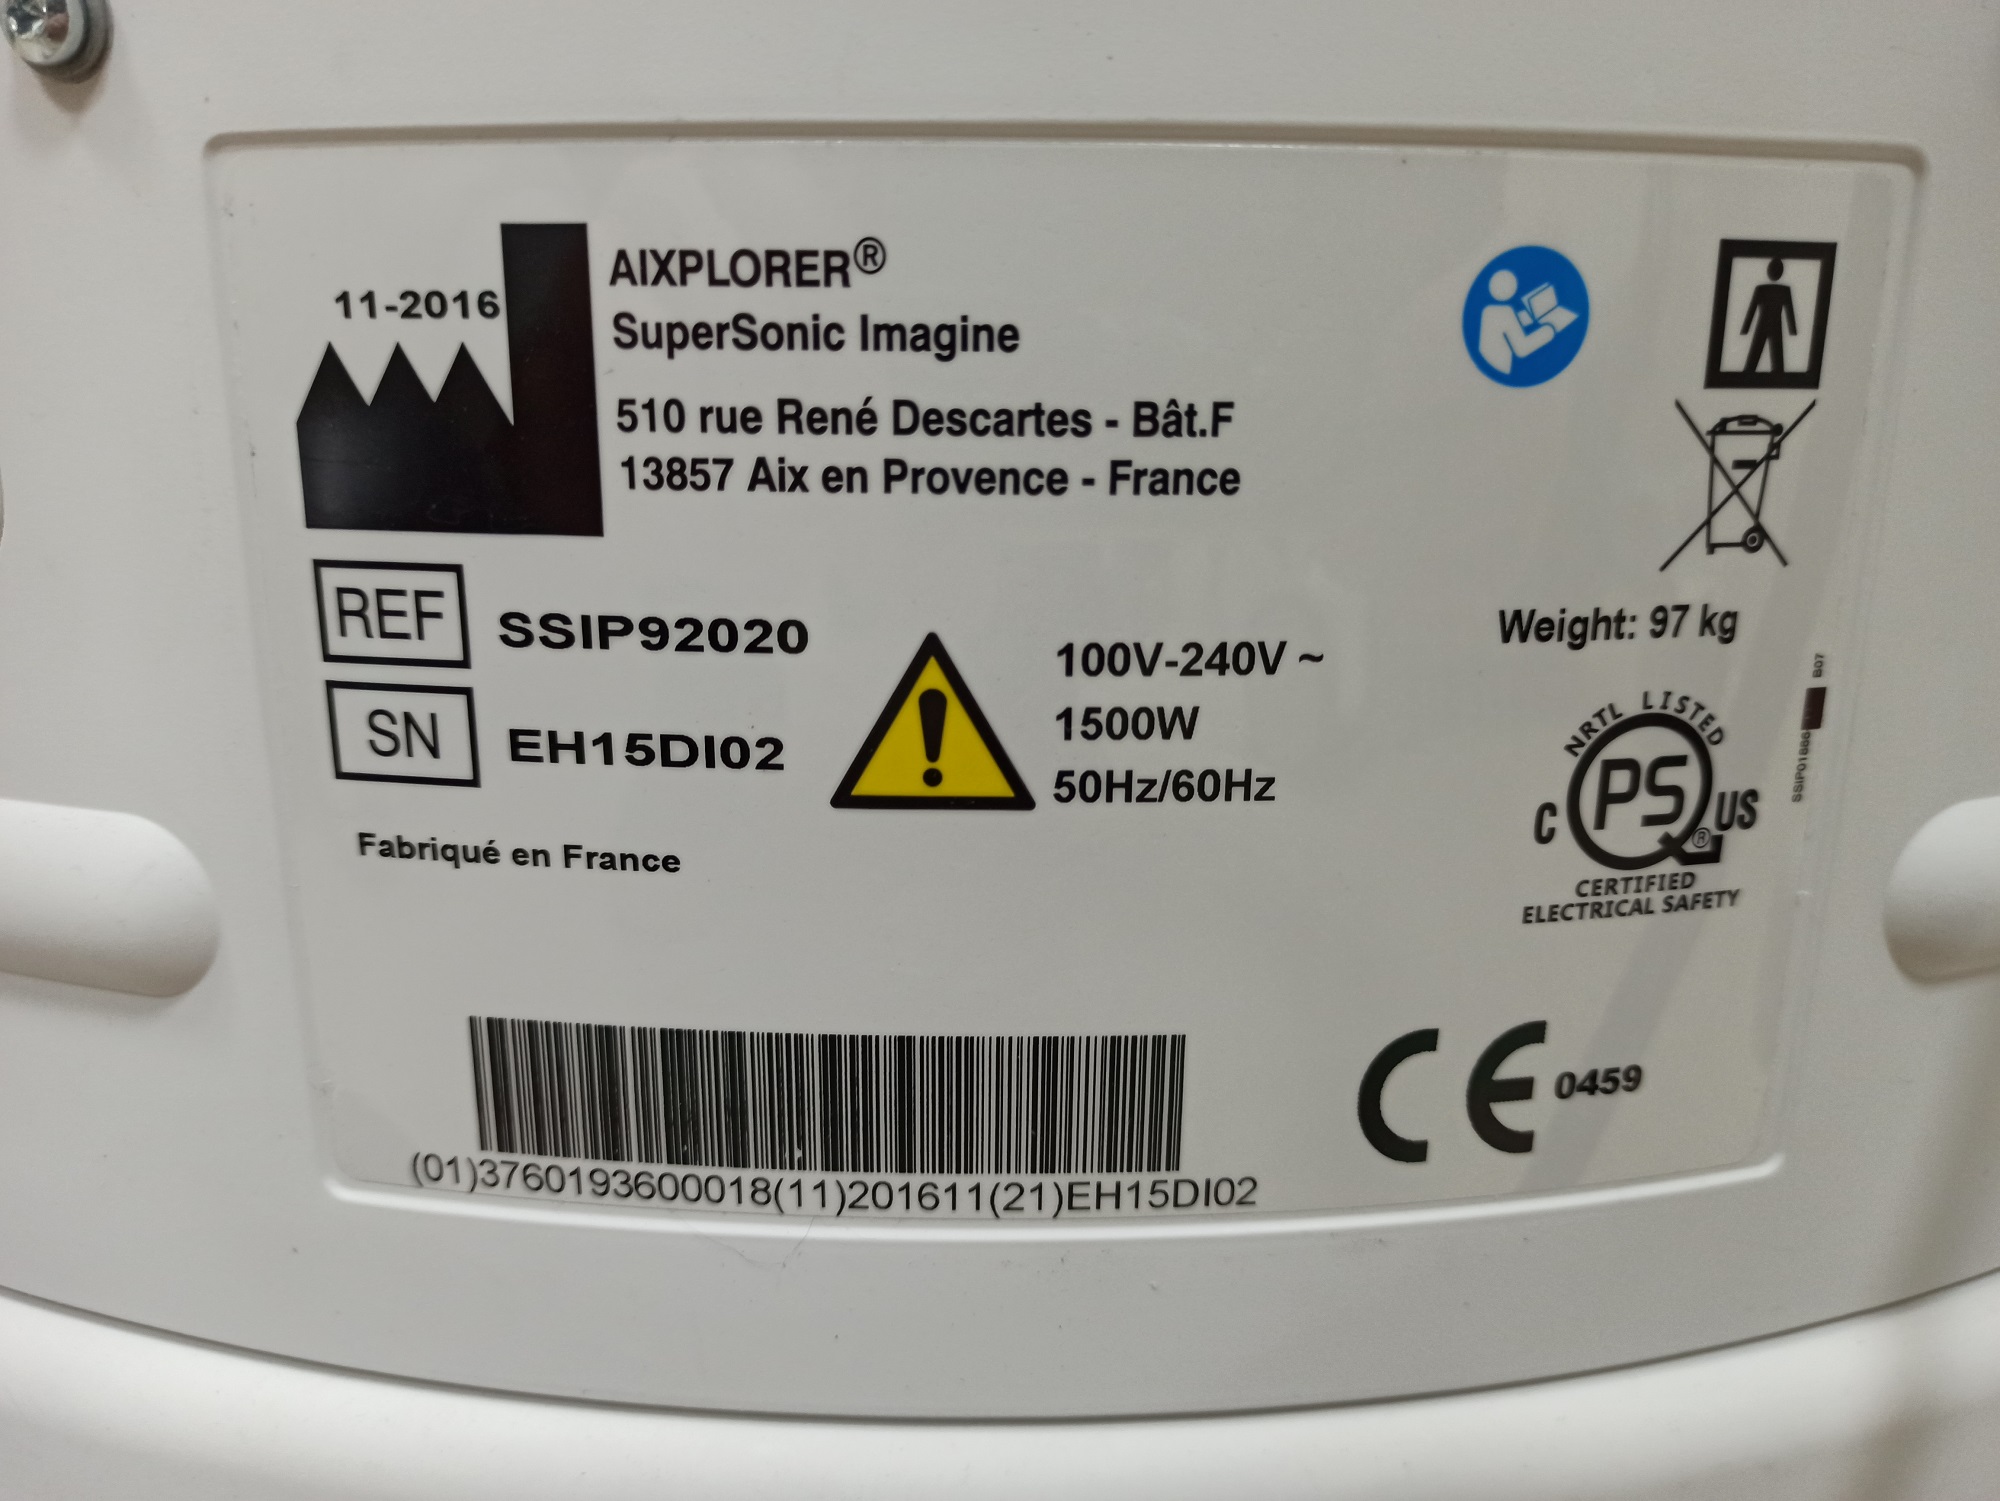 11-2016
AIXPLORER®
SuperSonic Imagine
510 rue René Descartes - Bât.F
13857 Aix en Provence - France
REF
SSIP92020
SN
EH15DI02
100V-240V ~
1500W
50Hz/60Hz
Fabriqué en France
Weight: 97 kg
NRTL LISTED
C PS® US
CERTIFIED
ELECTRICAL SAFETY
B07
(01)3760193600018(11)201611(21)EH15DI02
CE 0459